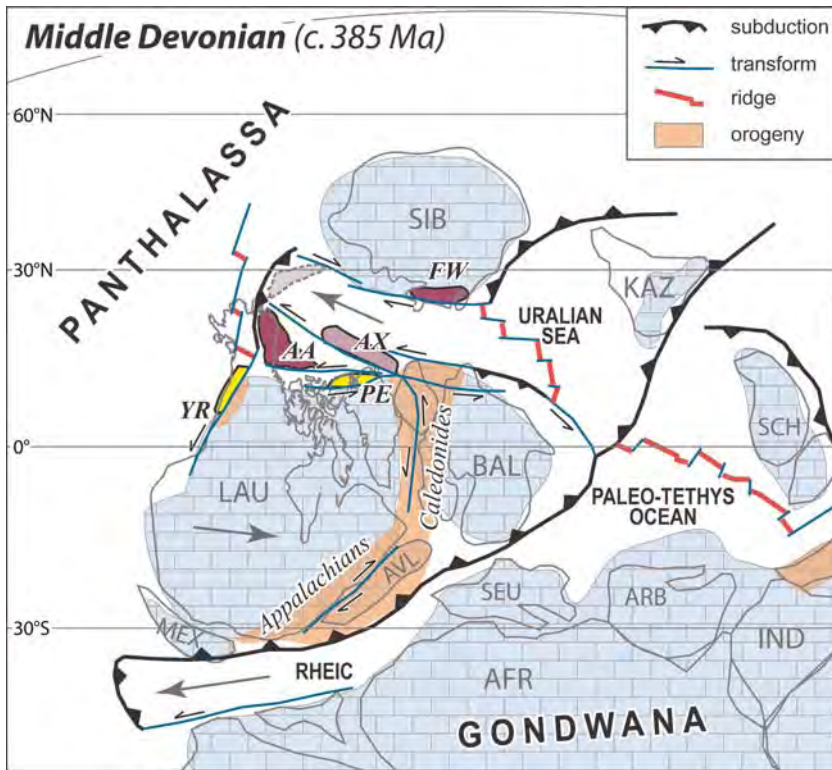 Middle Devonian (c. 385 Ma)
subduction
transform
ridge
orogeny
60°N
PANTHALASSA
SIB
30°N
FW
KAZ
URALIAN
SEA
AX
AA
PE
YR
SCH
0°
Caledonides
BAL
LAU
PALEO-TETHYS
OCEAN
Appalachians
AVL
SEU
ARB
30°S
MEX
IND
RHEIC
AFR
GONDWANA